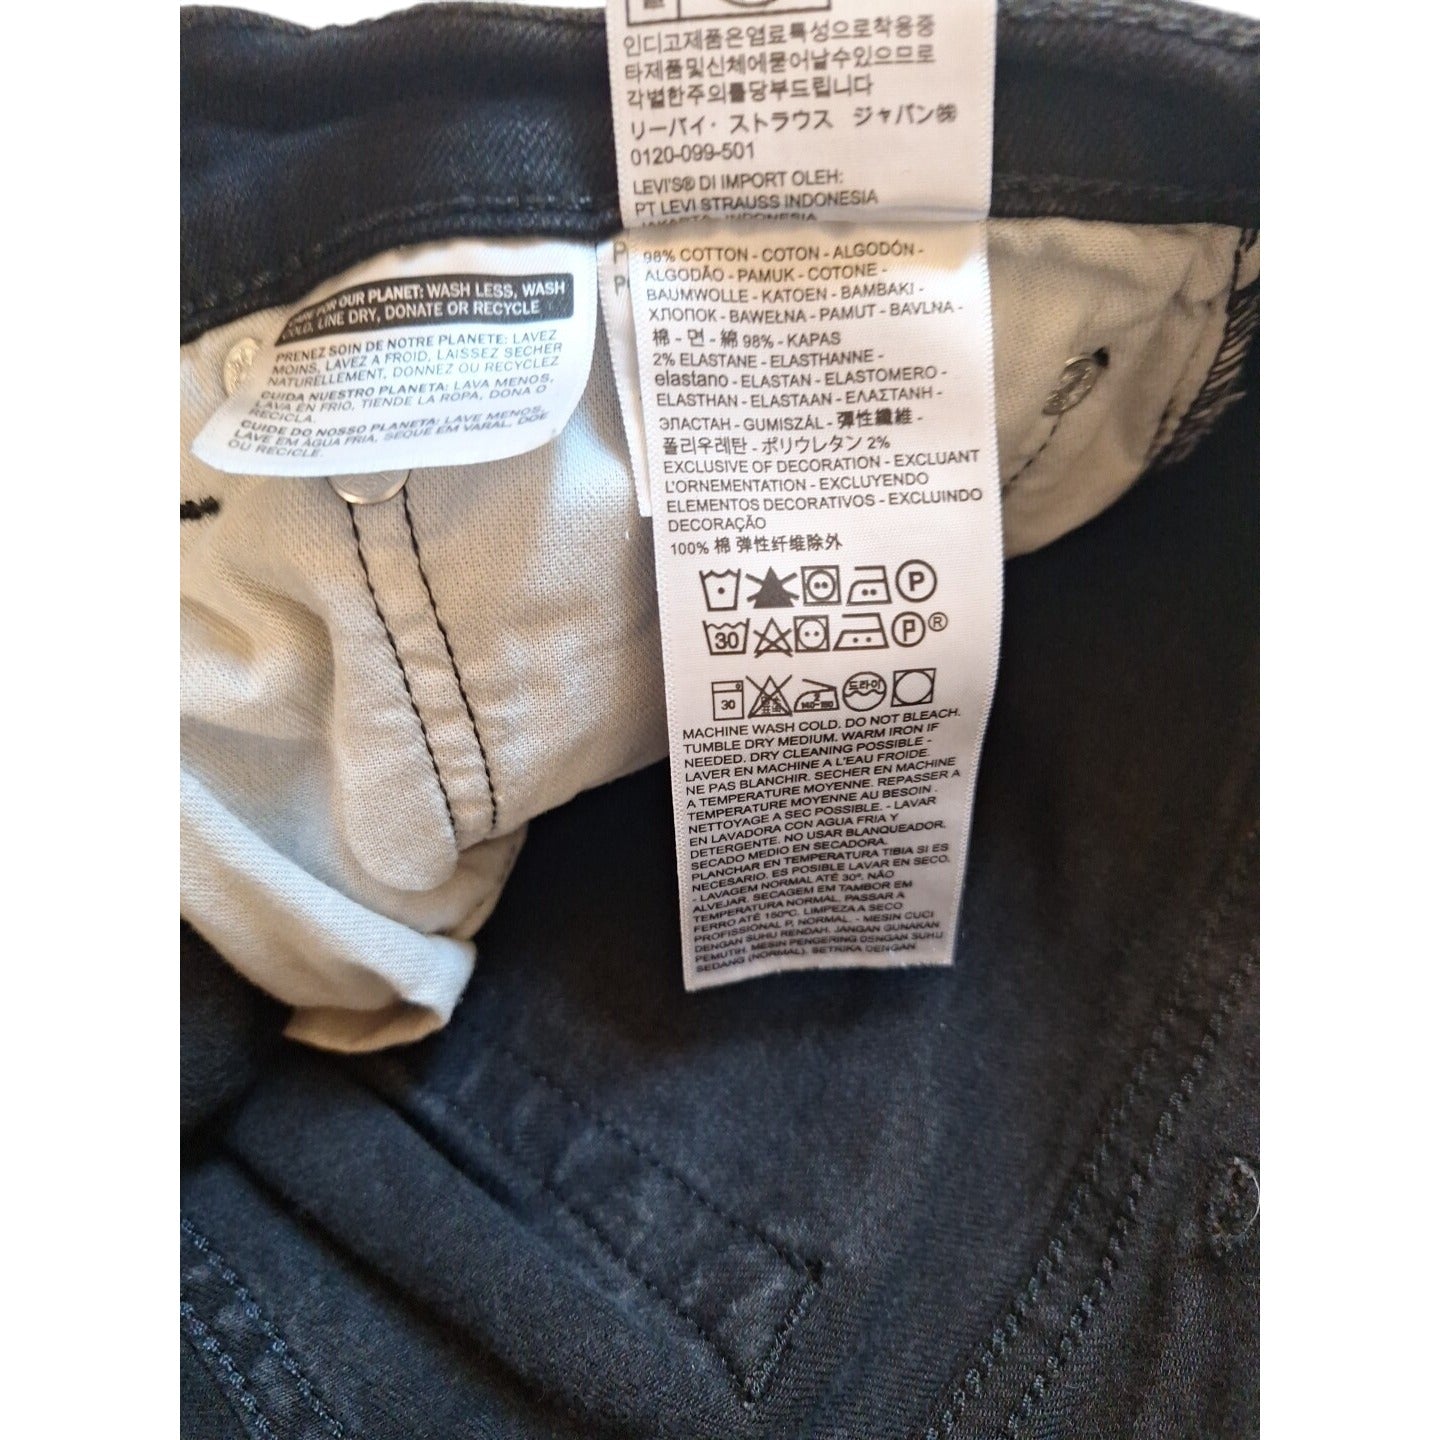 인디고제품은염료특성으로착용중
타제품및신체에묻어날수있으므로
각별한주의를당부드립니다
リーバイ・ストラウス ジャパン㈱
0120-099-501
LEVI'S® DI IMPORT OLEH:
PT LEVI STRAUSS INDONESIA
JAKARTA, INDONESIA
CARE FOR OUR PLANET: WASH LESS, WASH
COLD, LINE DRY, DONATE OR RECYCLE
PRENEZ SOIN DE NOTRE PLANETE: LAVEZ
MOINS, LAVEZ A FROID, LAISSEZ SECHER
NATURELLEMENT, DONNEZ OU RECYCLEZ
CUIDA NUESTRO PLANETA: LAVA MENOS,
LAVA EN FRIO, TIENDE LA ROPA, DONA O
RECICLA.
CUIDE DO NOSSO PLANETA: LAVE MENOS,
LAVE EM ÁGUA FRIA, SEQUE EM VARAL, DOE
OU RECICLE.
98% COTTON - COTON - ALGODÓN -
ALGODÃO - PAMUK - COTONE -
BAUMWOLLE - KATOEN - BAMBAKI -
ХЛОПОК - BAWEŁNA - PAMUT - BAVLNA -
棉 - 면 - 綿 98% - KAPAS
2% ELASTANE - ELASTHANNE -
elastano - ELASTAN - ELASTOMERO -
ELASTHAN - ELASTAAN - ΕΛΑΣΤΑΝΗ -
ЭЛАСТАН - GUMISZÁL - 彈性纖維 -
폴리우레탄 - ポリウレタン 2%
EXCLUSIVE OF DECORATION - EXCLUANT
L'ORNEMENTATION - EXCLUYENDO
ELEMENTOS DECORATIVOS - EXCLUINDO
DECORAÇÃO
100% 棉 弹性纤维除外
P
30 P®
30 2 140-160 드라이
MACHINE WASH COLD. DO NOT BLEACH.
TUMBLE DRY MEDIUM. WARM IRON IF
NEEDED. DRY CLEANING POSSIBLE -
LAVER EN MACHINE A L'EAU FROIDE.
NE PAS BLANCHIR. SECHER EN MACHINE
A TEMPERATURE MOYENNE. REPASSER A
TEMPERATURE MOYENNE AU BESOIN -
NETTOYAGE A SEC POSSIBLE. - LAVAR
EN LAVADORA CON AGUA FRIA Y
DETERGENTE. NO USAR BLANQUEADOR.
SECADO MEDIO EN SECADORA.
PLANCHAR EN TEMPERATURA TIBIA SI ES
NECESARIO. ES POSIBLE LAVAR EN SECO.
- LAVAGEM NORMAL ATÉ 30°. NÃO
ALVEJAR. SECAGEM EM TAMBOR EM
TEMPERATURA NORMAL. PASSAR A
FERRO ATÉ 150ºC. LIMPEZA A SECO
PROFISSIONAL P, NORMAL. - MESIN CUCI
DENGAN SUHU RENDAH. JANGAN GUNAKAN
PEMUTIH. MESIN PENGERING DENGAN SUHU
SEDANG (NORMAL). SETRIKA DENGAN